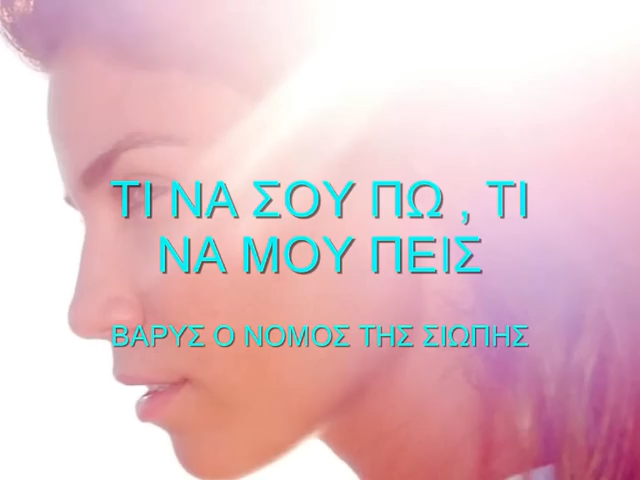 ΤΙ ΝΑ ΣΟΥ ΠΩ , ΤΙ
ΝΑ ΜΟΥ ΠΕΙΣ
ΒΑΡΥΣ Ο ΝΟΜΟΣ ΤΗΣ ΣΙΩΠΗΣ